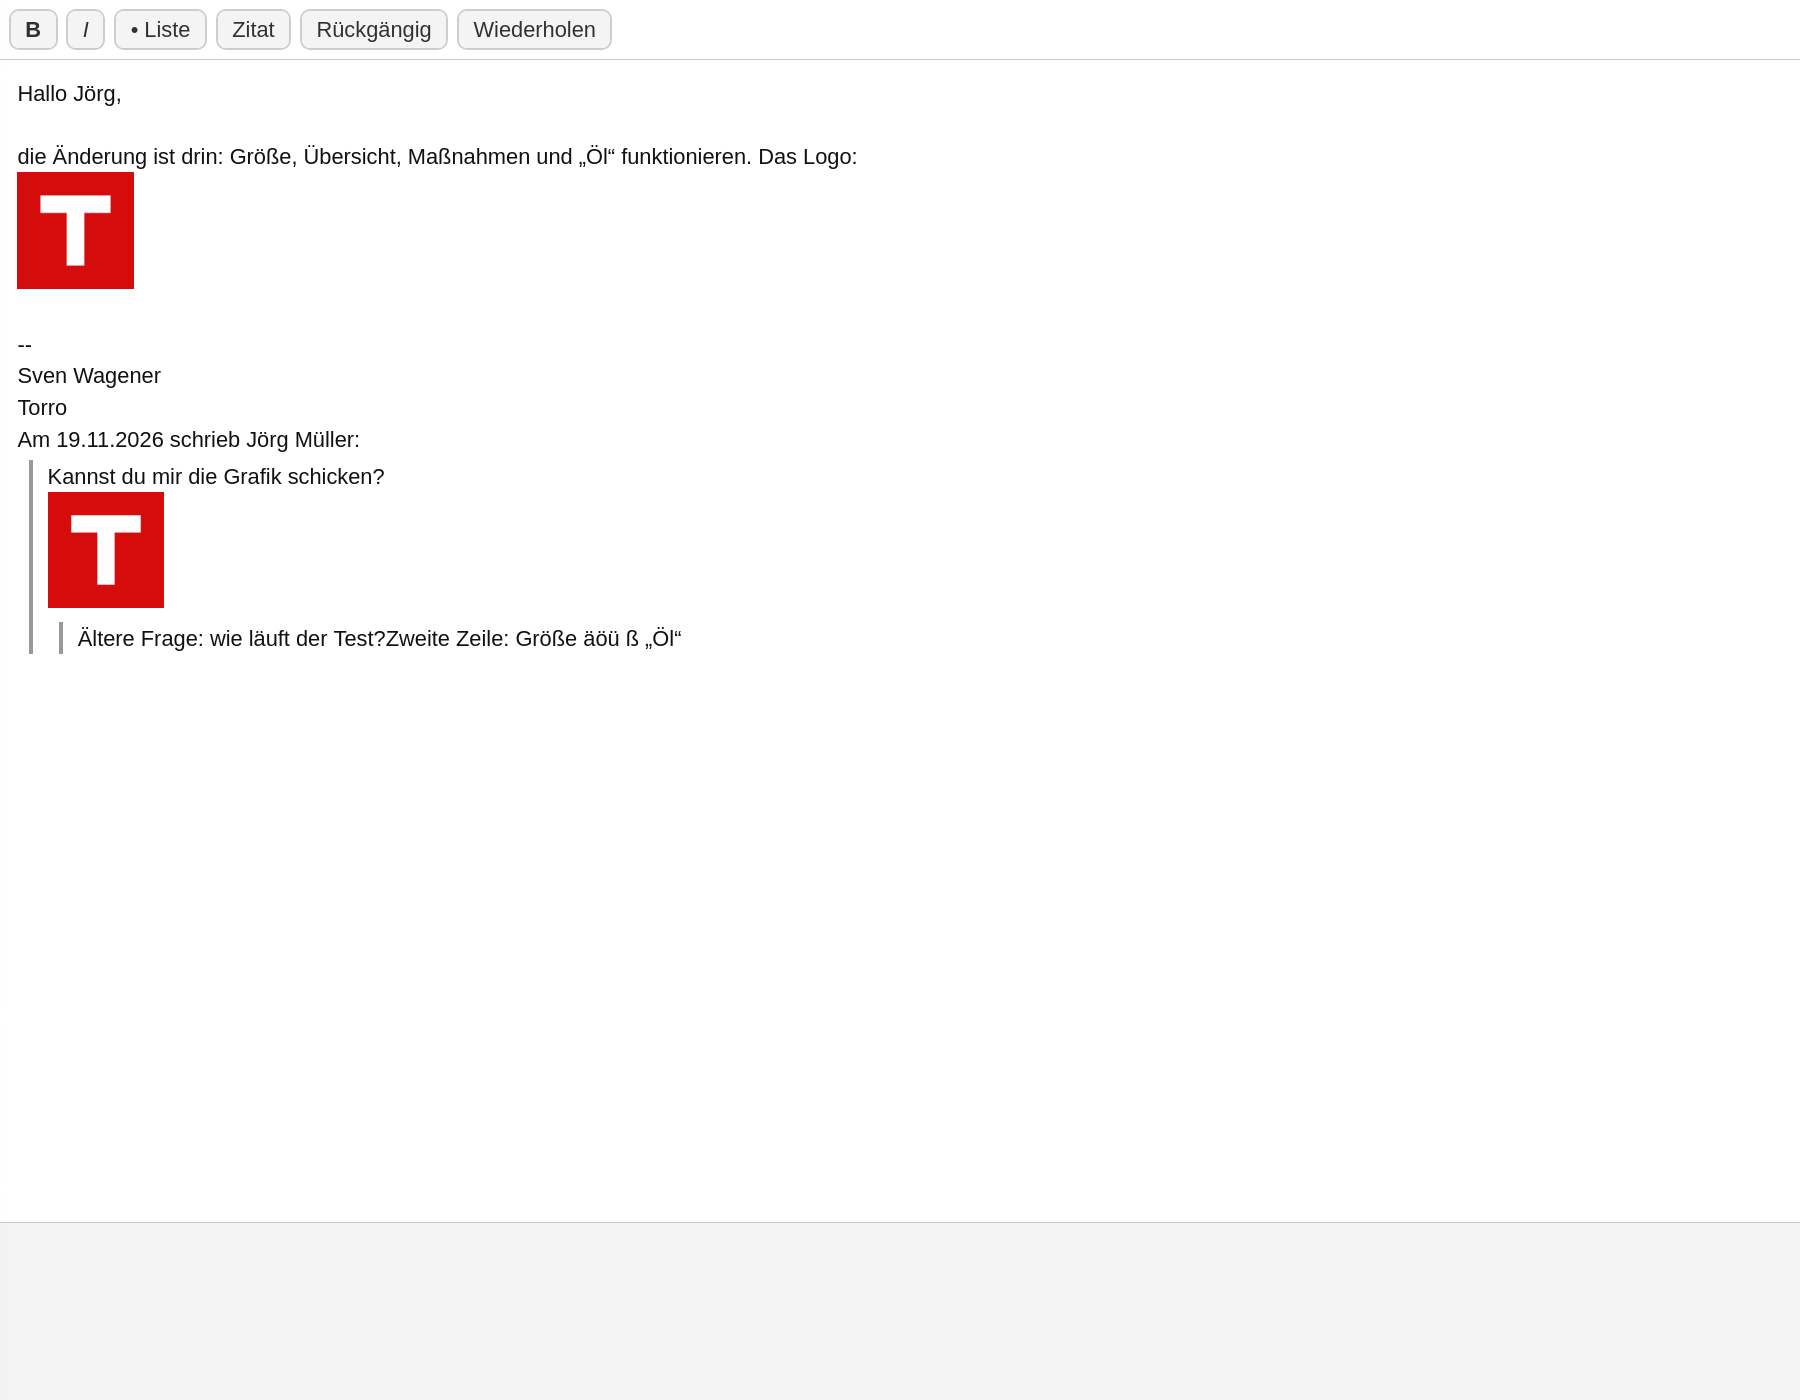 B I • Liste Zitat Rückgängig Wiederholen
Hallo Jörg,
die Änderung ist drin: Größe, Übersicht, Maßnahmen und „Öl“ funktionieren. Das Logo:
T
--
Sven Wagener
Torro
Am 19.11.2026 schrieb Jörg Müller:
Kannst du mir die Grafik schicken?
T
Ältere Frage: wie läuft der Test?Zweite Zeile: Größe äöü ß „Öl“